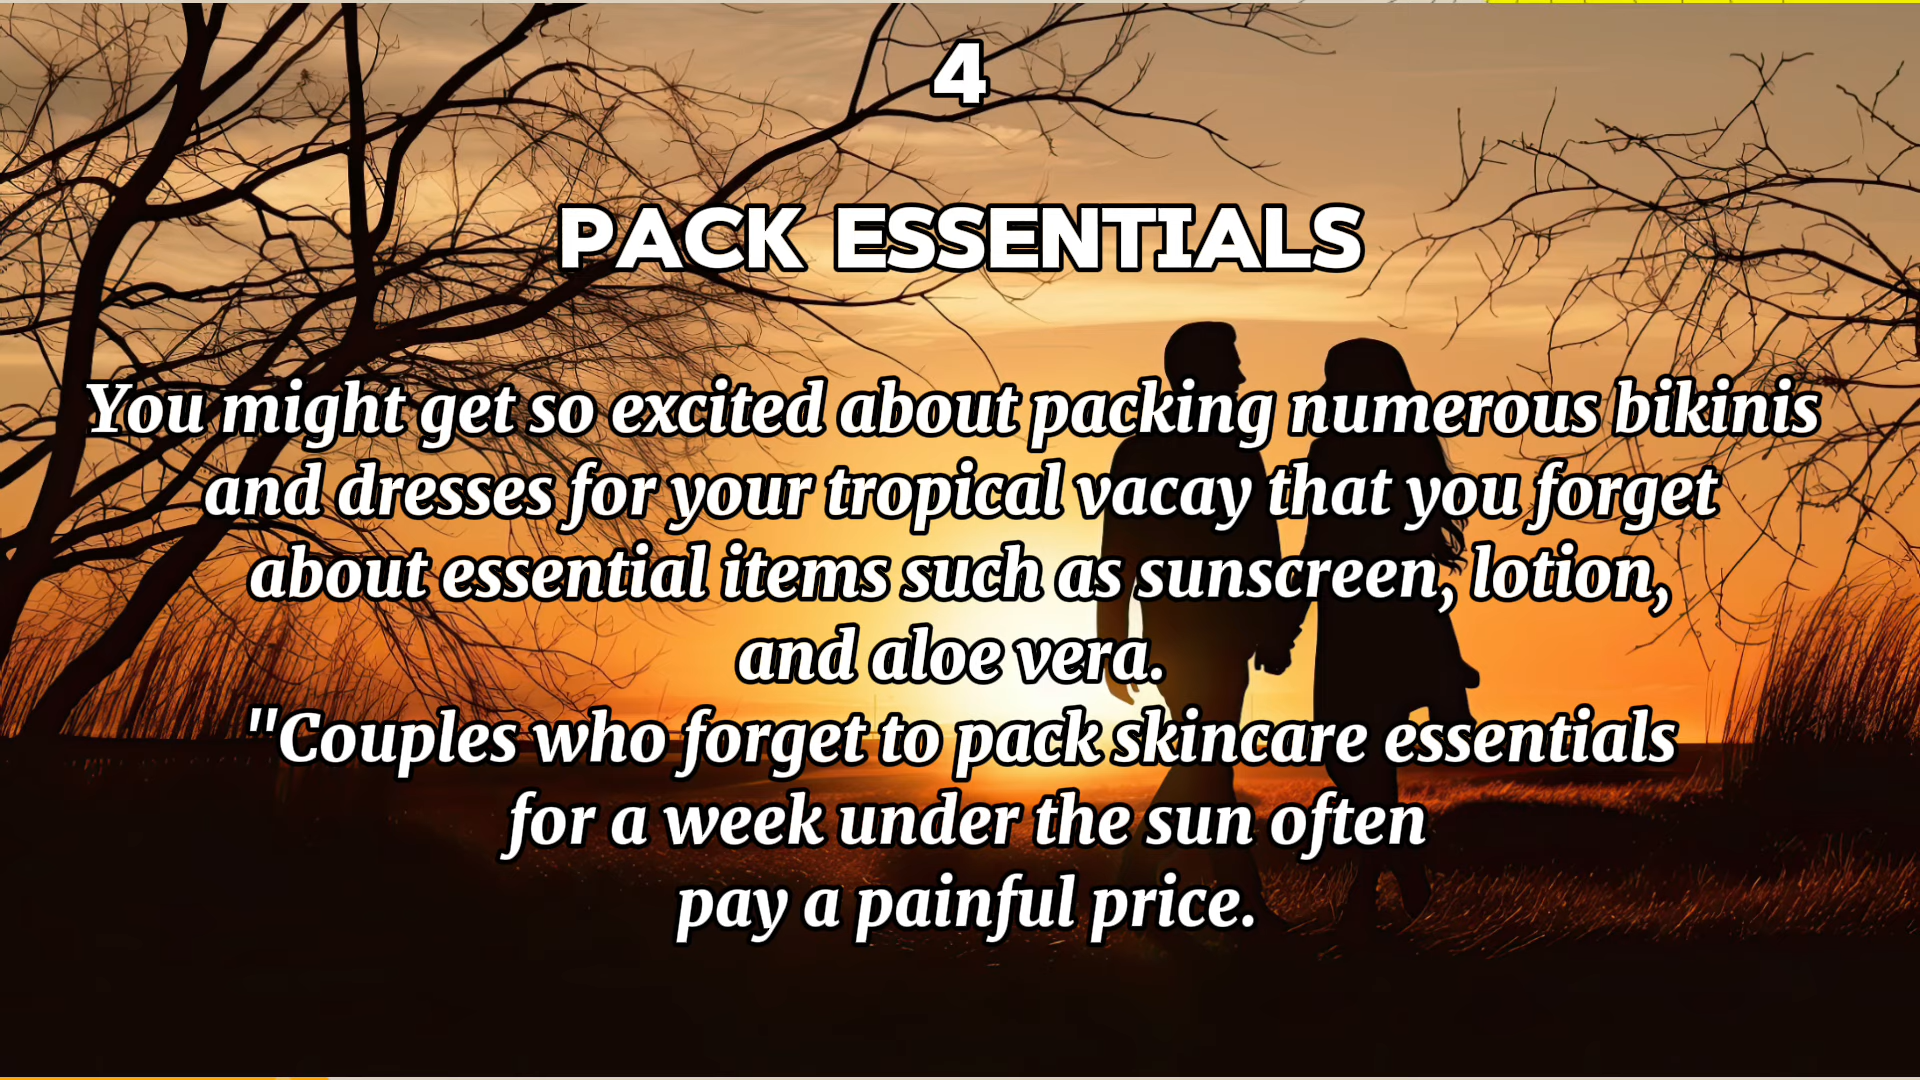 4
PACK ESSENTIALS
You might get so excited about packing numerous bikinis
and dresses for your tropical vacay that you forget
about essential items such as sunscreen, lotion,
and aloe vera.
"Couples who forget to pack skincare essentials
for a week under the sun often
pay a painful price.